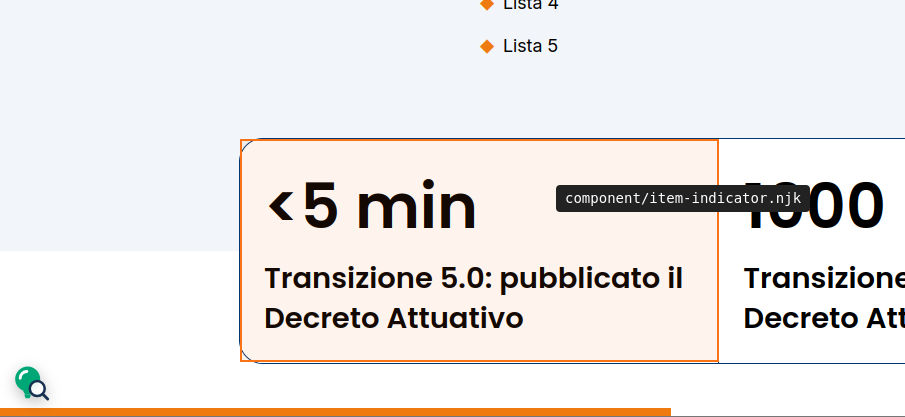 Lista 4
Lista 5
<5 min
component/item-indicator.njk
1000
Transizione 5.0: pubblicato il
Decreto Attuativo
Transizione
Decreto Att